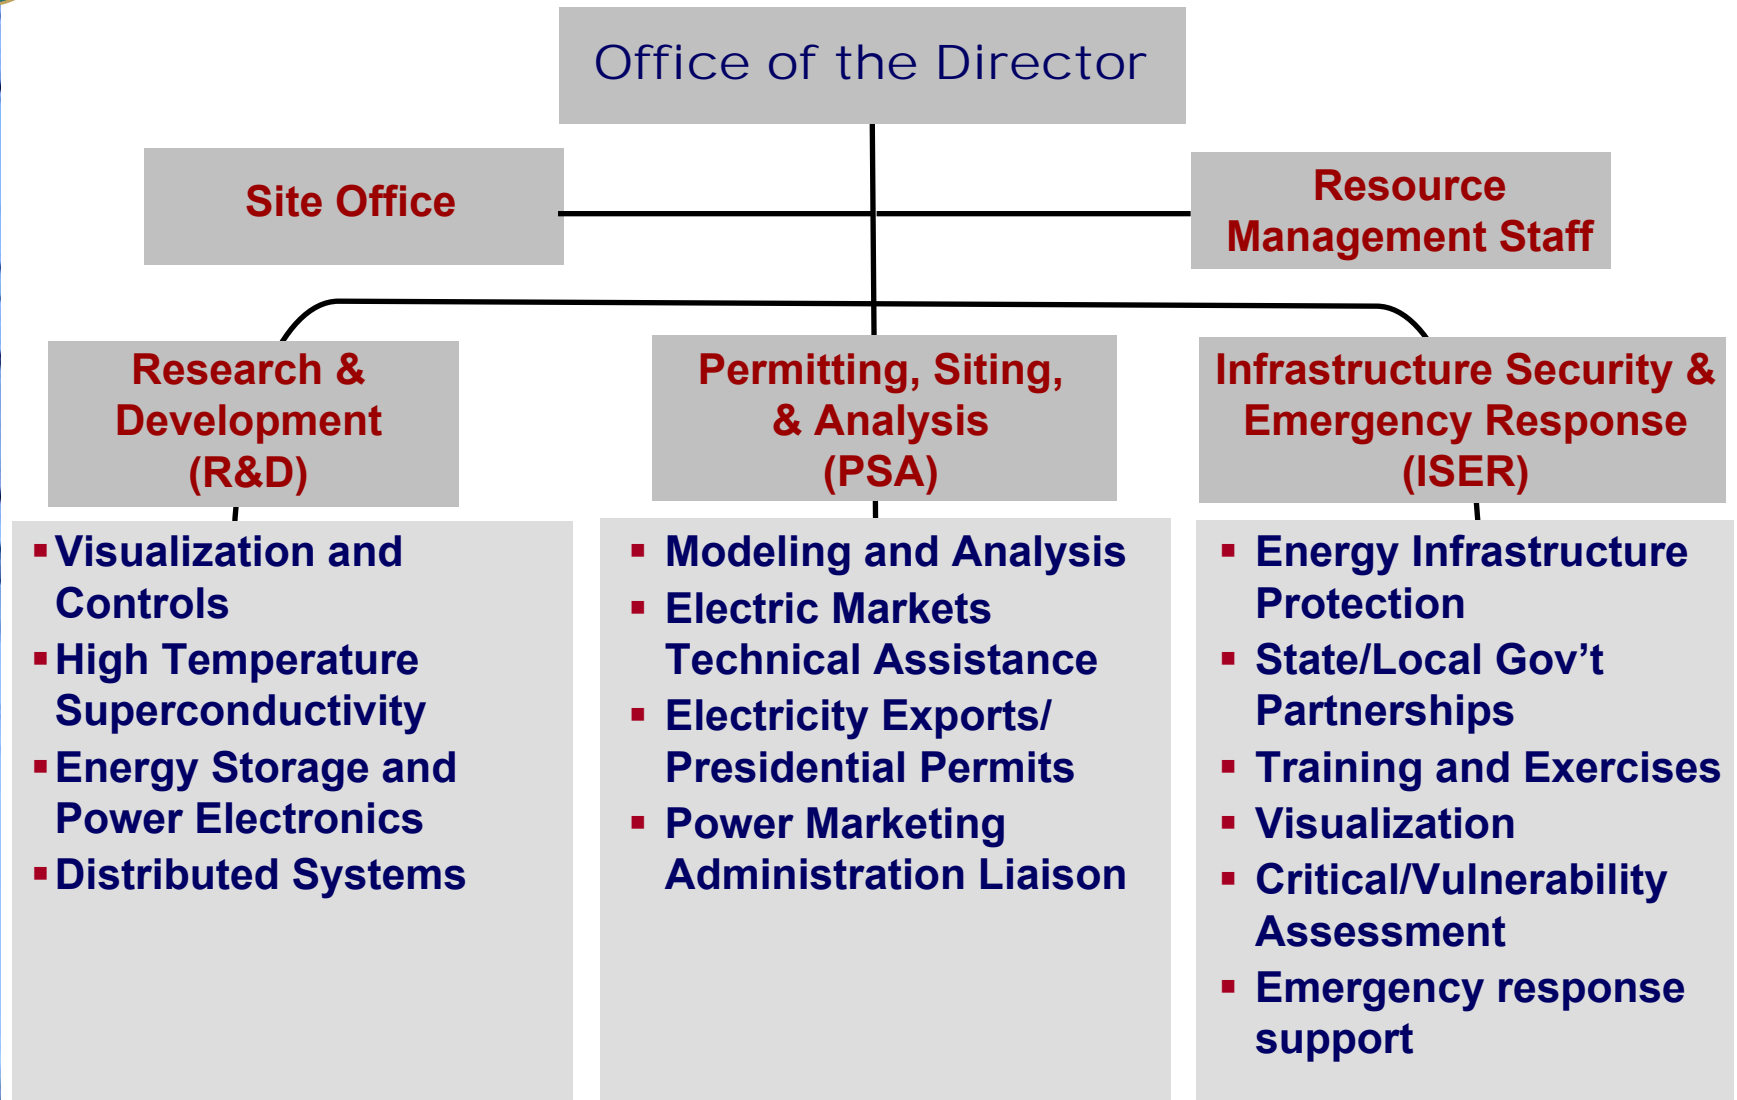 Office of the Director
Site Office
Resource
Management Staff
Research &
Development
(R&D)
Permitting, Siting,
& Analysis
(PSA)
Infrastructure Security &
Emergency Response
(ISER)
▪Visualization and
Controls
▪High Temperature
Superconductivity
▪Energy Storage and
Power Electronics
▪Distributed Systems
▪ Modeling and Analysis
▪ Electric Markets
Technical Assistance
▪ Electricity Exports/
Presidential Permits
▪ Power Marketing
Administration Liaison
▪ Energy Infrastructure
Protection
▪ State/Local Gov’t
Partnerships
▪ Training and Exercises
▪ Visualization
▪ Critical/Vulnerability
Assessment
▪ Emergency response
support